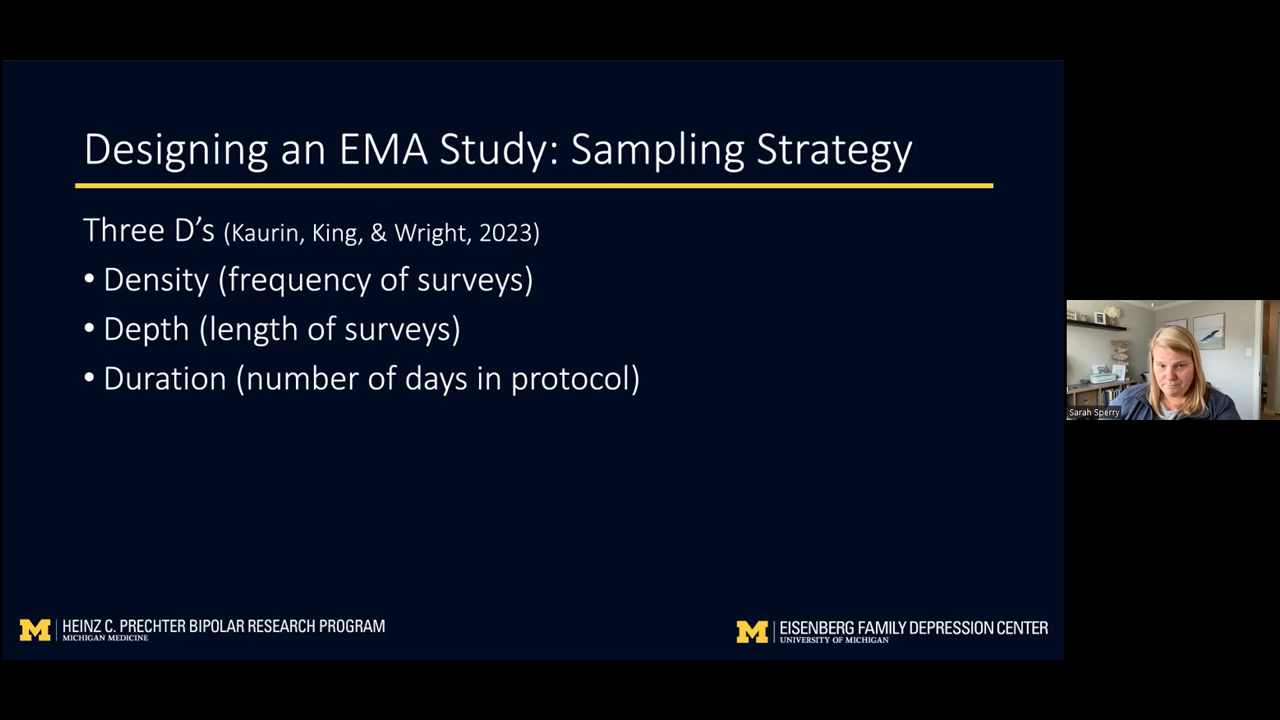 Designing an EMA Study: Sampling Strategy
Three D’s (Kaurin, King, & Wright, 2023)
• Density (frequency of surveys)
• Depth (length of surveys)
• Duration (number of days in protocol)
Sarah Sperry
M | HEINZ C. PRECHTER BIPOLAR RESEARCH PROGRAM
MICHIGAN MEDICINE
M | EISENBERG FAMILY DEPRESSION CENTER
UNIVERSITY OF MICHIGAN